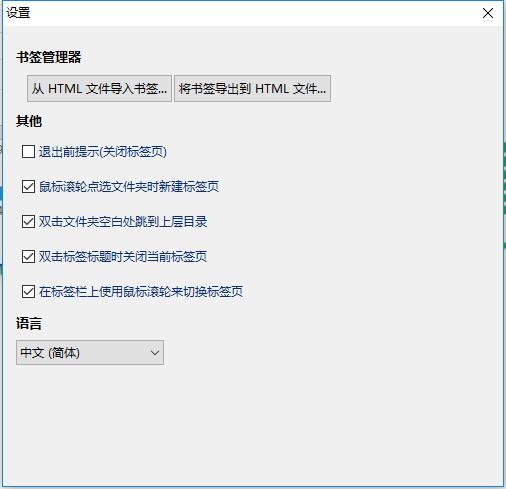 设置
书签管理器
从 HTML 文件导入书签... 将书签导出到 HTML 文件...
其他
退出前提示(关闭标签页)
鼠标滚轮点选文件夹时新建标签页
双击文件夹空白处跳到上层目录
双击标签标题时关闭当前标签页
在标签栏上使用鼠标滚轮来切换标签页
语言
中文 (简体)